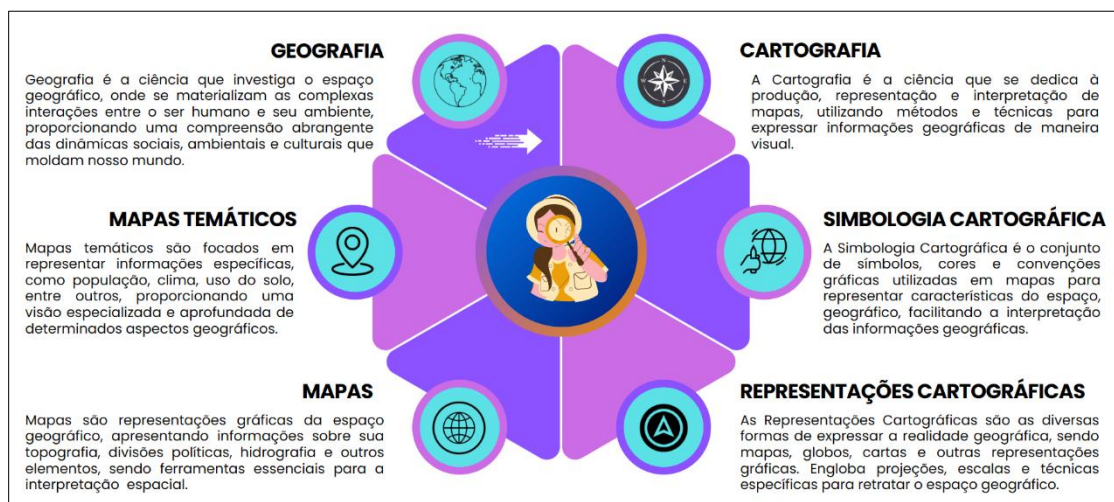 GEOGRAFIA
Geografia é a ciência que investiga o espaço
geográfico, onde se materializam as complexas
interações entre o ser humano e seu ambiente,
proporcionando uma compreensão abrangente
das dinâmicas sociais, ambientais e culturais que
moldam nosso mundo.
CARTOGRAFIA
A Cartografia é a ciência que se dedica à
produção, representação e interpretação de
mapas, utilizando métodos e técnicas para
expressar informações geográficas de maneira
visual.
MAPAS TEMÁTICOS
Mapas temáticos são focados em
representar informações específicas,
como população, clima, uso do solo,
entre outros, proporcionando uma
visão especializada e aprofundada de
determinados aspectos geográficos.
SIMBOLOGIA CARTOGRÁFICA
A Simbologia Cartográfica é o conjunto
de símbolos, cores e convenções
gráficas utilizadas em mapas para
representar características do espaço,
geográfico, facilitando a interpretação
das informações geográficas.
MAPAS
Mapas são representações gráficas da espaço
geográfico, apresentando informações sobre sua
topografia, divisões políticas, hidrografia e outros
elementos, sendo ferramentas essenciais para a
interpretação espacial.
REPRESENTAÇÕES CARTOGRÁFICAS
As Representações Cartográficas são as diversas
formas de expressar a realidade geográfica, sendo
mapas, globos, cartas e outras representações
gráficas. Engloba projeções, escalas e técnicas
específicas para retratar o espaço geográfico.